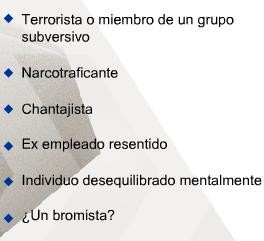 Terrorista o miembro de un grupo
subversivo
Narcotraficante
Chantajista
Ex empleado resentido
Individuo desequilibrado mentalmente
¿Un bromista?